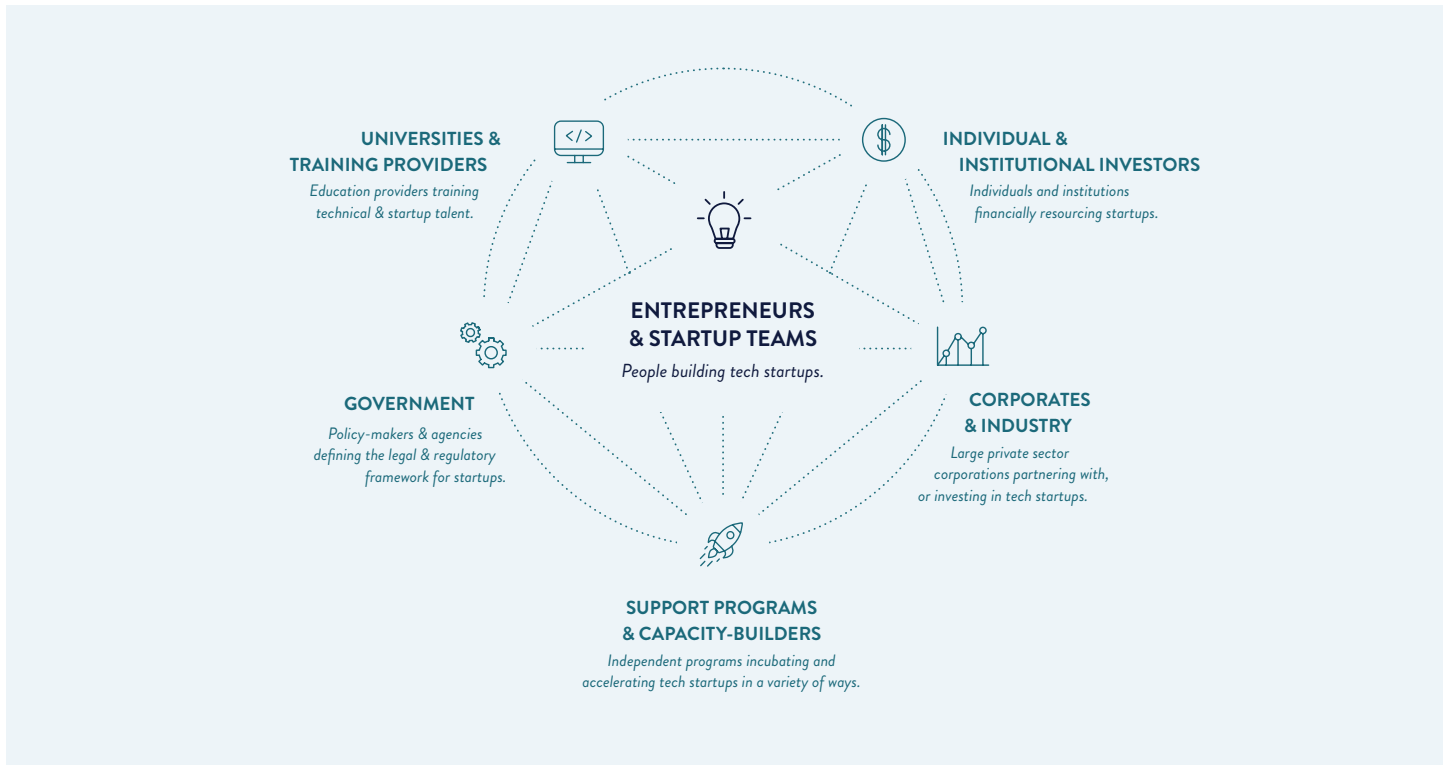 UNIVERSITIES &
TRAINING PROVIDERS
Education providers training
technical & startup talent.
</>
$
INDIVIDUAL &
INSTITUTIONAL INVESTORS
Individuals and institutions
financially resourcing startups.
ENTREPRENEURS
& STARTUP TEAMS
People building tech startups.
GOVERNMENT
Policy-makers & agencies
defining the legal & regulatory
framework for startups.
CORPORATES
& INDUSTRY
Large private sector
corporations partnering with,
or investing in tech startups.
SUPPORT PROGRAMS
& CAPACITY-BUILDERS
Independent programs incubating and
accelerating tech startups in a variety of ways.